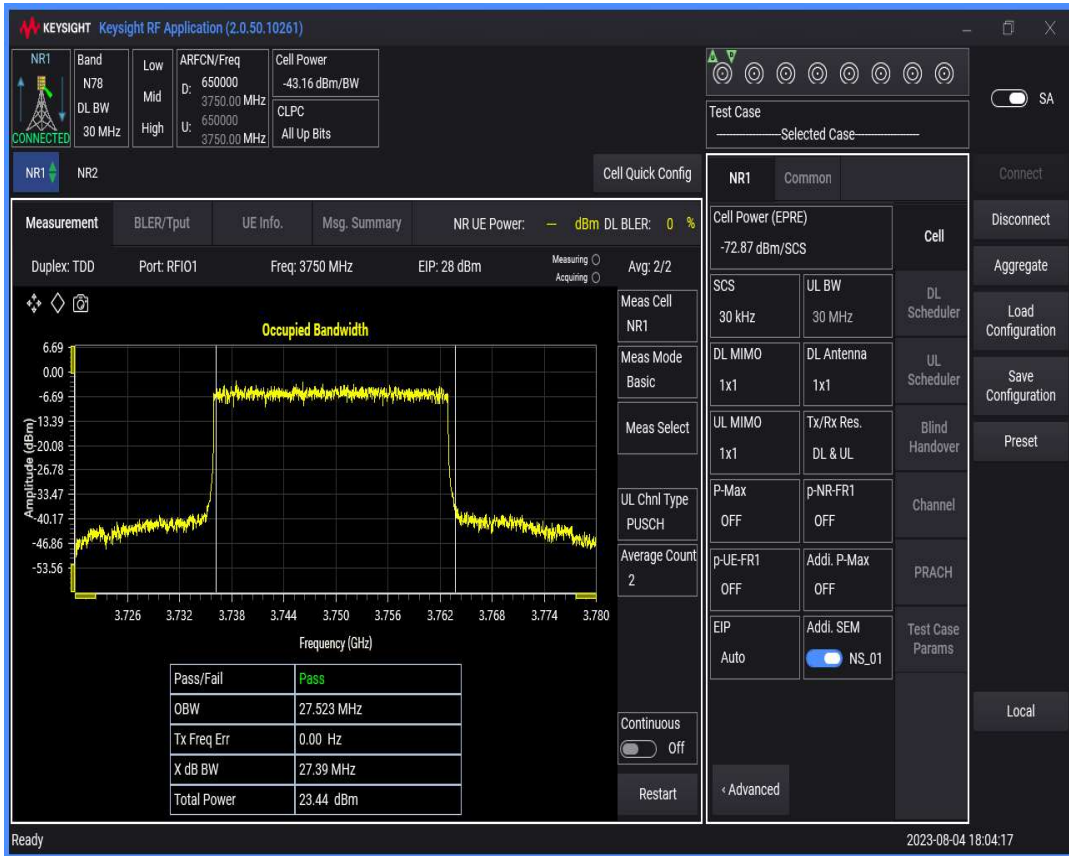 KEYSIGHT Keysight RF Application (2.0.50.10261)
NR1
CONNECTED
Band
N78
DL BW
30 MHz
Low
Mid
High
ARFCN/Freq
D: 650000
3750.00 MHz
U: 650000
3750.00 MHz
Cell Power
-43.16 dBm/BW
CLPC
All Up Bits
Test Case
-----Selected Case-----
SA
NR1 NR2
Cell Quick Config
Measurement BLER/Tput UE Info. Msg. Summary NR UE Power: --- dBm DL BLER: 0 %
Duplex: TDD Port: RFIO1 Freq: 3750 MHz EIP: 28 dBm Measuring Acquiring Avg: 2/2
Occupied Bandwidth
Amplitude (dBm)
6.69
0.00
-6.69
-13.39
-20.08
-26.78
-33.47
-40.17
-46.86
-53.56
3.726 3.732 3.738 3.744 3.750 3.756 3.762 3.768 3.774 3.780
Frequency (GHz)
Pass/Fail Pass
OBW 27.523 MHz
Tx Freq Err 0.00 Hz
X dB BW 27.39 MHz
Total Power 23.44 dBm
Meas Cell
NR1
Meas Mode
Basic
Meas Select
UL Chnl Type
PUSCH
Average Count
2
Continuous
Off
Restart
NR1 Common
Cell Power (EPRE)
-72.87 dBm/SCS
SCS
30 kHz
UL BW
30 MHz
DL MIMO
1x1
DL Antenna
1x1
UL MIMO
1x1
Tx/Rx Res.
DL & UL
P-Max
OFF
p-NR-FR1
OFF
p-UE-FR1
OFF
Addi. P-Max
OFF
EIP
Auto
Addi. SEM
NS_01
‹ Advanced
Cell
DL
Scheduler
UL
Scheduler
Blind
Handover
Channel
PRACH
Test Case
Params
Connect
Disconnect
Aggregate
Load
Configuration
Save
Configuration
Preset
Local
Ready
2023-08-04 18:04:17